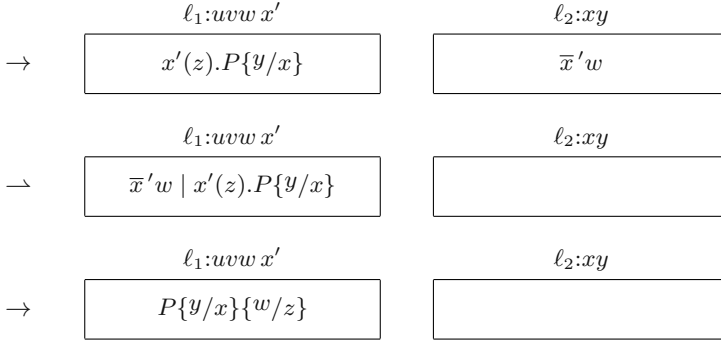 ℓ₁:uvw x′ ℓ₂:xy
→ x′(z).P{y/x} x̅′w
ℓ₁:uvw x′ ℓ₂:xy
⇀ x̅′w | x′(z).P{y/x}
ℓ₁:uvw x′ ℓ₂:xy
→ P{y/x}{w/z}